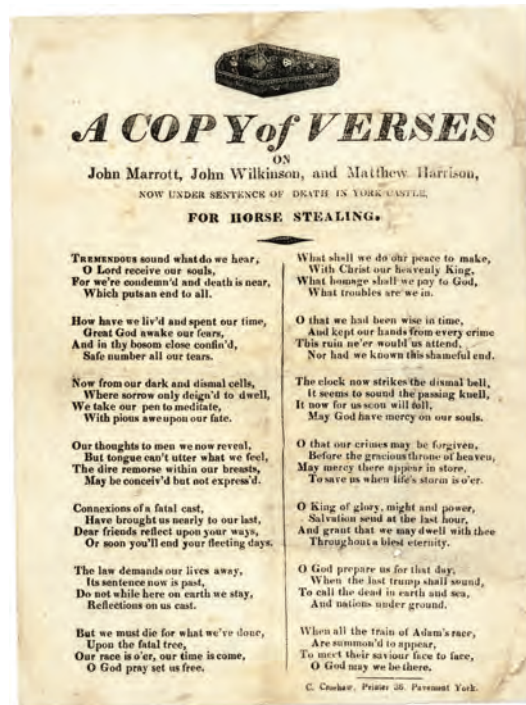 A COPY of VERSES
ON
John Marrott, John Wilkinson, and Matthew Harrison,
NOW UNDER SENTENCE OF DEATH IN YORK CASTLE,
FOR HORSE STEALING.
TREMENDOUS sound what do we hear,
O Lord receive our souls,
For we're condemn'd and death is near,
Which puts an end to all.
How have we liv'd and spent our time,
Great God awake our fears,
And in thy bosom close confin'd,
Safe number all our tears.
Now from our dark and dismal cells,
Where sorrow only deign'd to dwell,
We take our pen to meditate,
With pious awe upon our fate.
Our thoughts to men we now reveal,
But tongue can't utter what we feel,
The dire remorse within our breasts,
May be conceiv'd but not express'd.
Connexions of a fatal cast,
Have brought us nearly to our last,
Dear friends reflect upon your ways,
Or soon you'll end your fleeting days.
The law demands our lives away,
Its sentence now is past,
Do not while here on earth we stay,
Reflections on us cast.
But we must die for what we've done,
Upon the fatal tree,
Our race is o'er, our time is come,
O God pray set us free.
What shall we do our peace to make,
With Christ our heavenly King,
What homage shall we pay to God,
What troubles are we in.
O that we had been wise in time,
And kept our hands from every crime
This ruin ne'er would us attend,
Nor had we known this shameful end.
The clock now strikes the dismal bell,
It seems to sound the passing knell,
It now for us soon will toll,
May God have mercy on our souls.
O that our crimes may be forgiven,
Before the gracious throne of heaven,
May mercy there appear in store,
To save us when life's storm is o'er.
O King of glory, might and power,
Salvation send at the last hour,
And grant that we may dwell with thee
Throughout a blest eternity.
O God prepare us for that day,
When the last trump shall sound,
To call the dead in earth and sea,
And nations under ground.
When all the train of Adam's race,
Are summon'd to appear,
To meet their saviour face to face,
O God may we be there.
C. Croshaw, Printer 36. Pavement York.